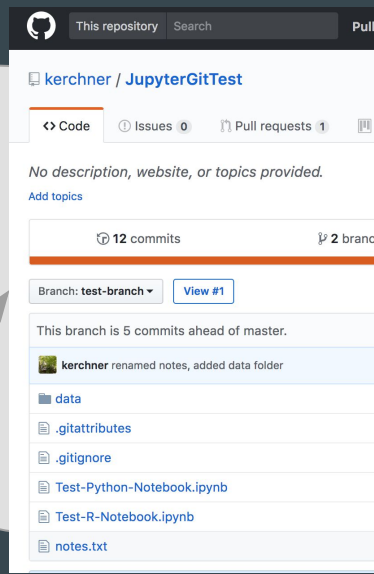 This repository Search Pull
kerchner / JupyterGitTest
<> Code Issues 0 Pull requests 1
No description, website, or topics provided.
Add topics
12 commits 2 branc
Branch: test-branch View #1
This branch is 5 commits ahead of master.
kerchner renamed notes, added data folder
data
.gitattributes
.gitignore
Test-Python-Notebook.ipynb
Test-R-Notebook.ipynb
notes.txt